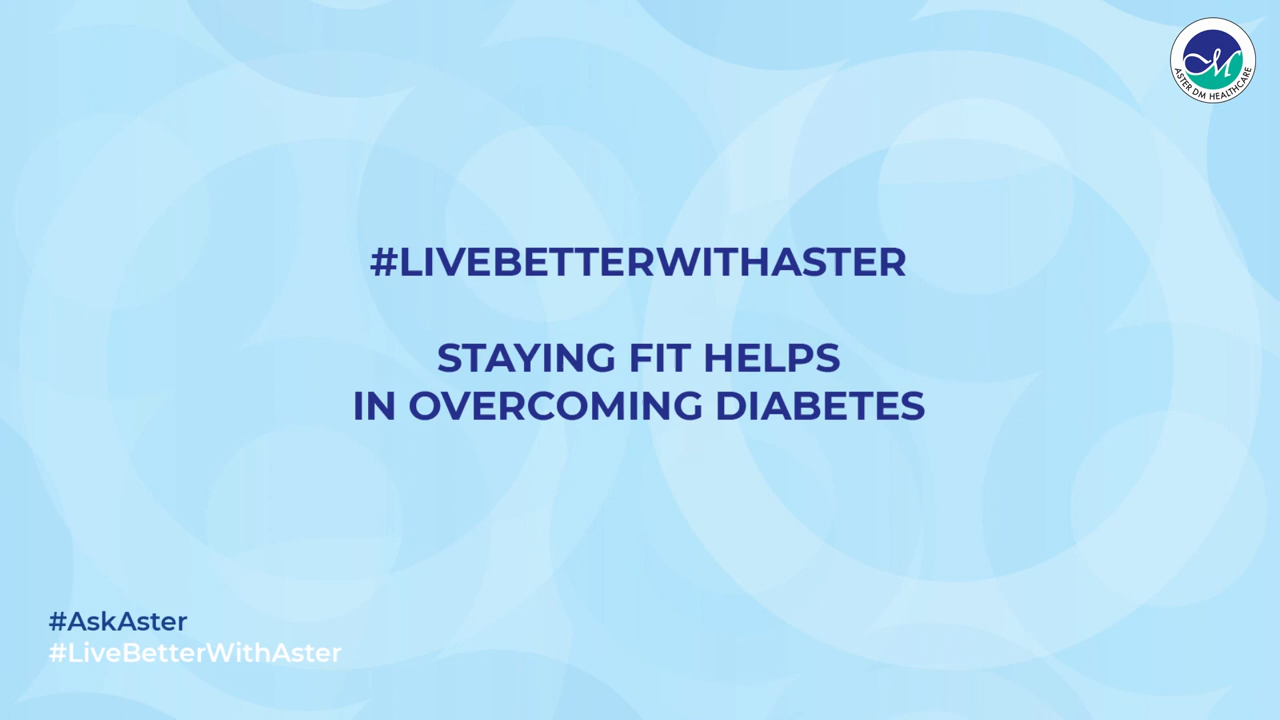 ASTER DM HEALTHCARE
#LIVEBETTERWITHASTER
STAYING FIT HELPS
IN OVERCOMING DIABETES
#AskAster
#LiveBetterWithAster